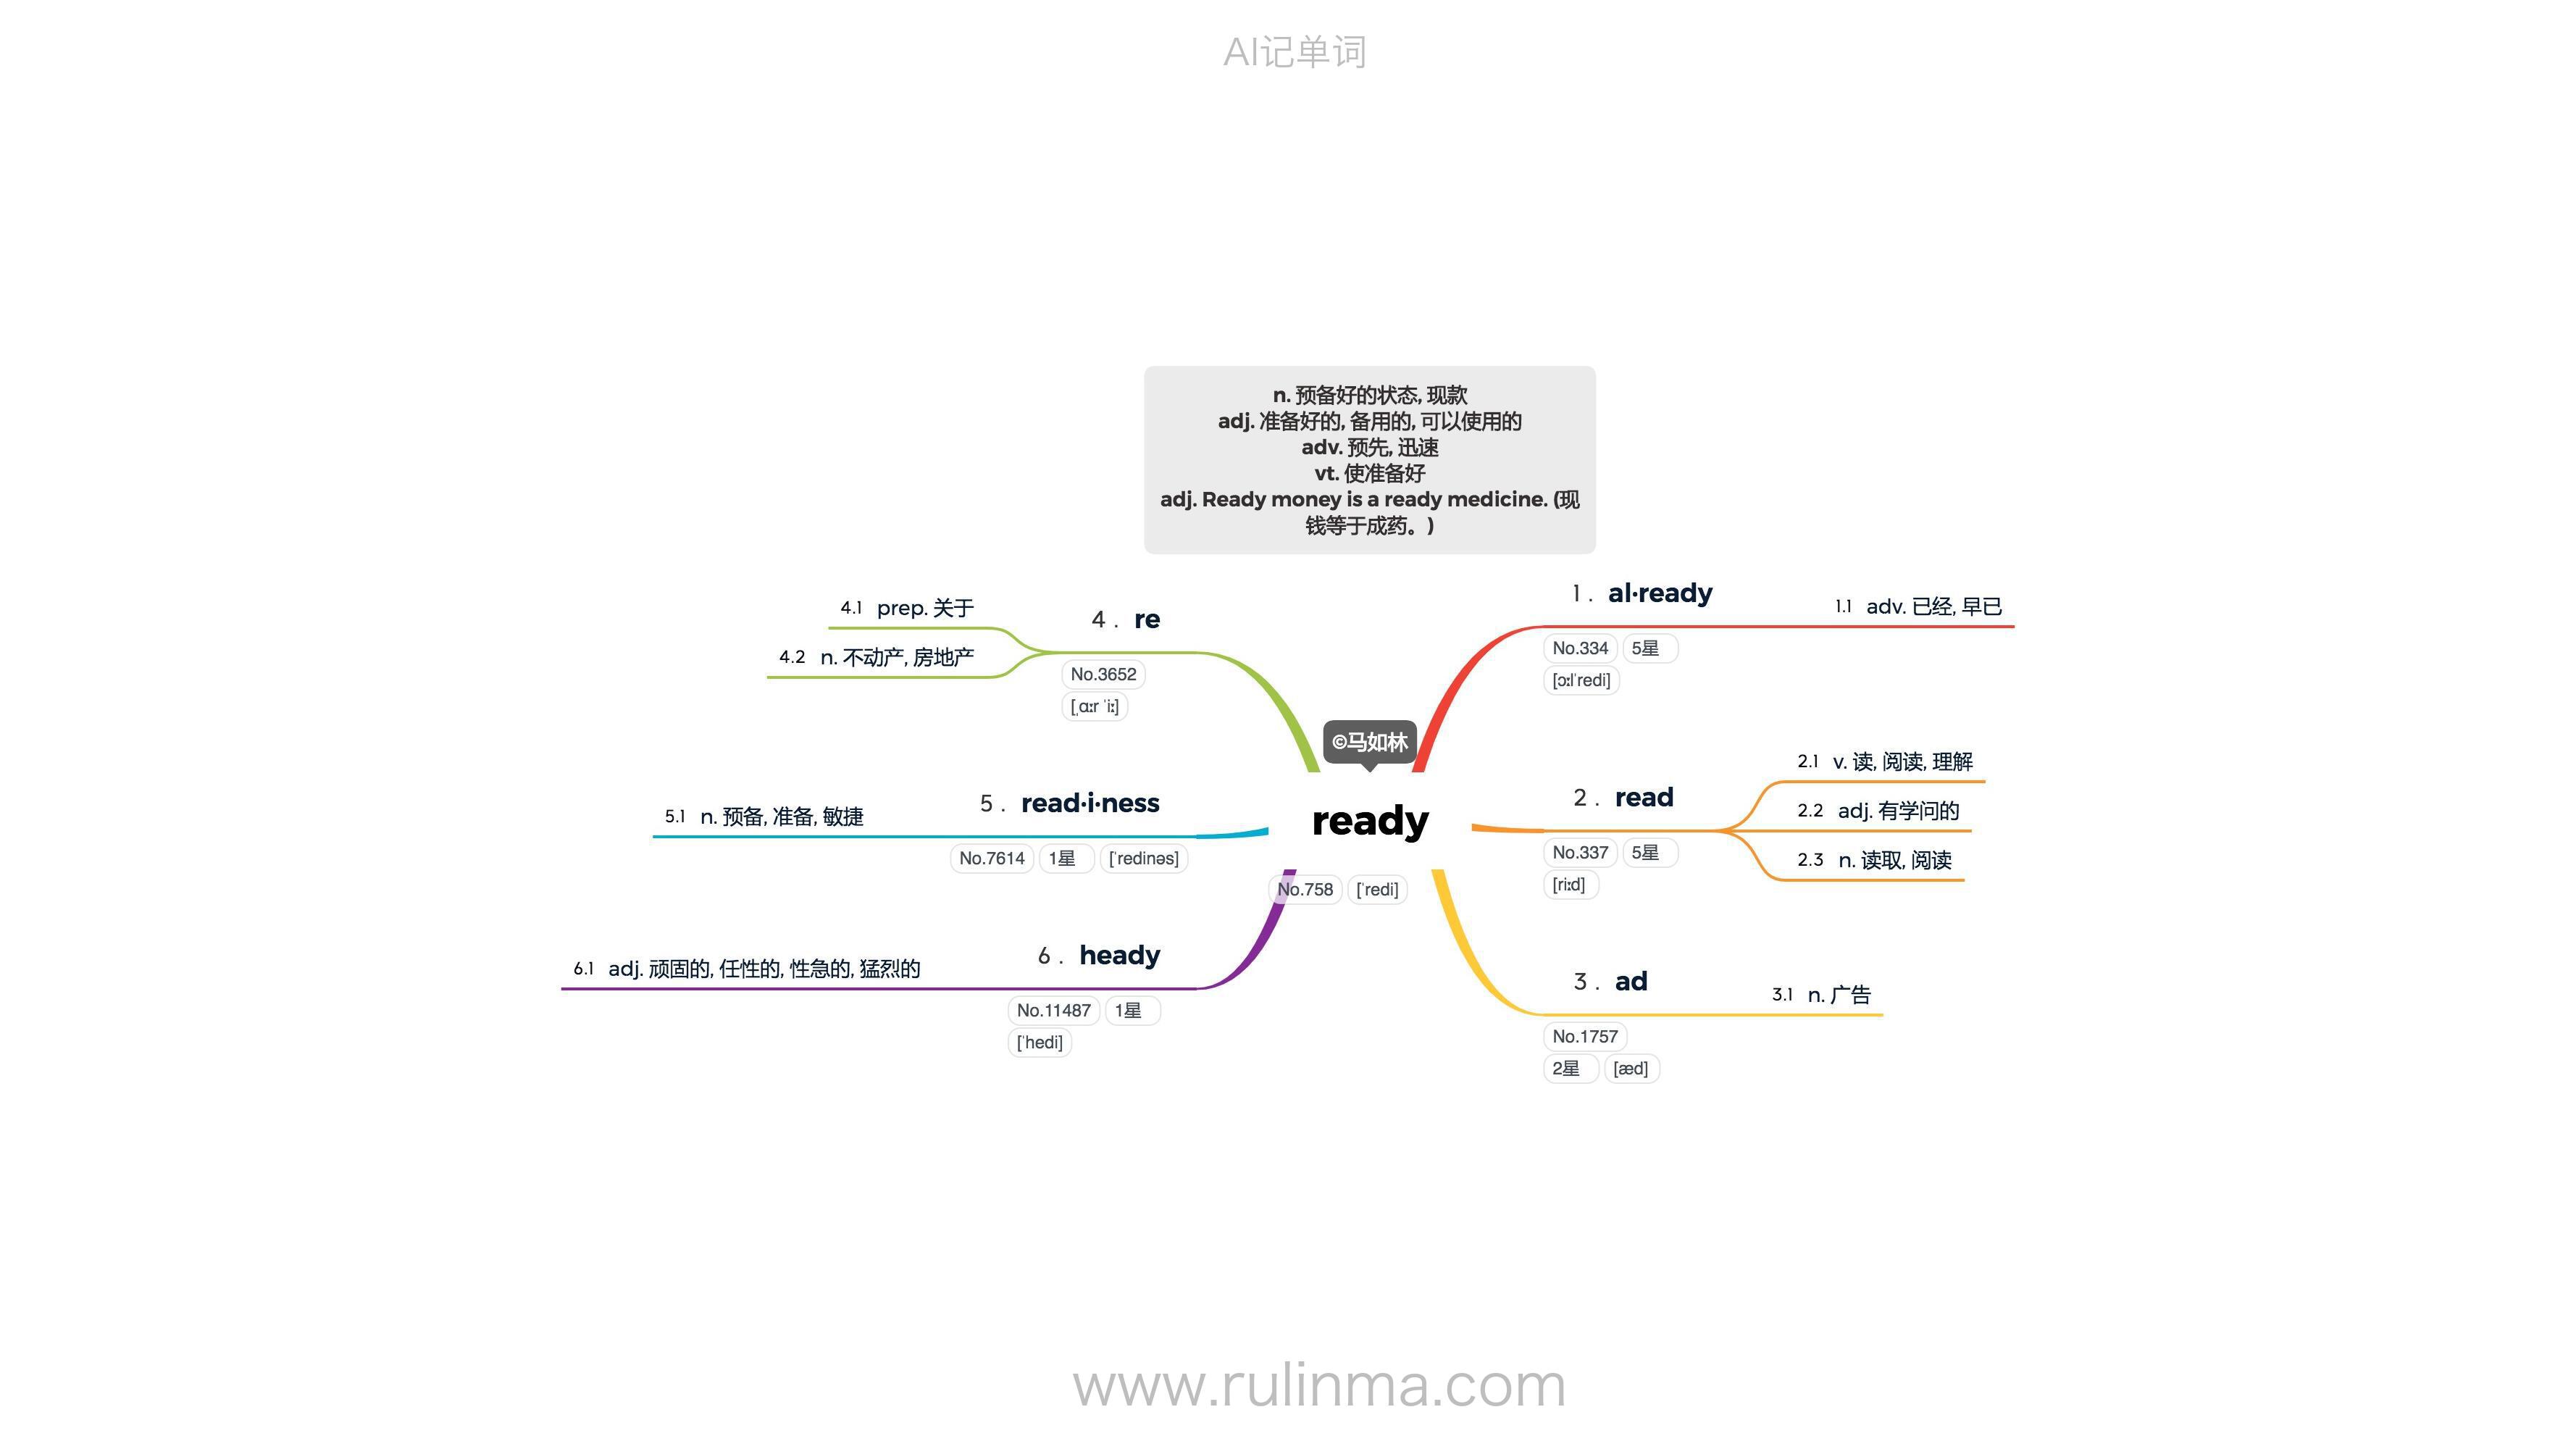 AI记单词
n. 预备好的状态, 现款
adj. 准备好的, 备用的, 可以使用的
adv. 预先, 迅速
vt. 使准备好
adj. Ready money is a ready medicine. (现
钱等于成药。)
©马如林
ready
No.758 [ˈredi]
1 . al·ready
No.334 5星
[ɔːlˈredi]
1.1 adv. 已经, 早已
2 . read
No.337 5星
[riːd]
2.1 v. 读, 阅读, 理解
2.2 adj. 有学问的
2.3 n. 读取, 阅读
3 . ad
No.1757
2星 [æd]
3.1 n. 广告
4 . re
No.3652
[ˌɑːr ˈiː]
4.1 prep. 关于
4.2 n. 不动产, 房地产
5 . read·i·ness
No.7614 1星 [ˈredinəs]
5.1 n. 预备, 准备, 敏捷
6 . heady
No.11487 1星
[ˈhedi]
6.1 adj. 顽固的, 任性的, 性急的, 猛烈的
www.rulinma.com